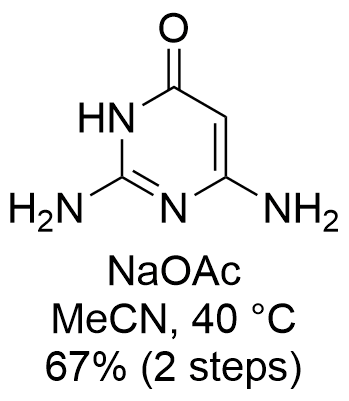 O
HN
H₂N N NH₂
NaOAc
MeCN, 40 °C
67% (2 steps)